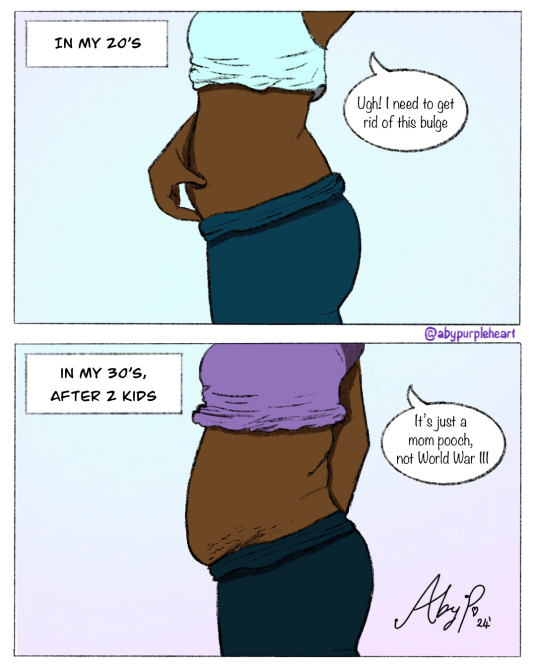 IN MY 20'S
Ugh! I need to get
rid of this bulge
@abypurpleheart
IN MY 30'S,
AFTER 2 KIDS
It's just a
mom pooch,
not World War III
Aby P.
24'